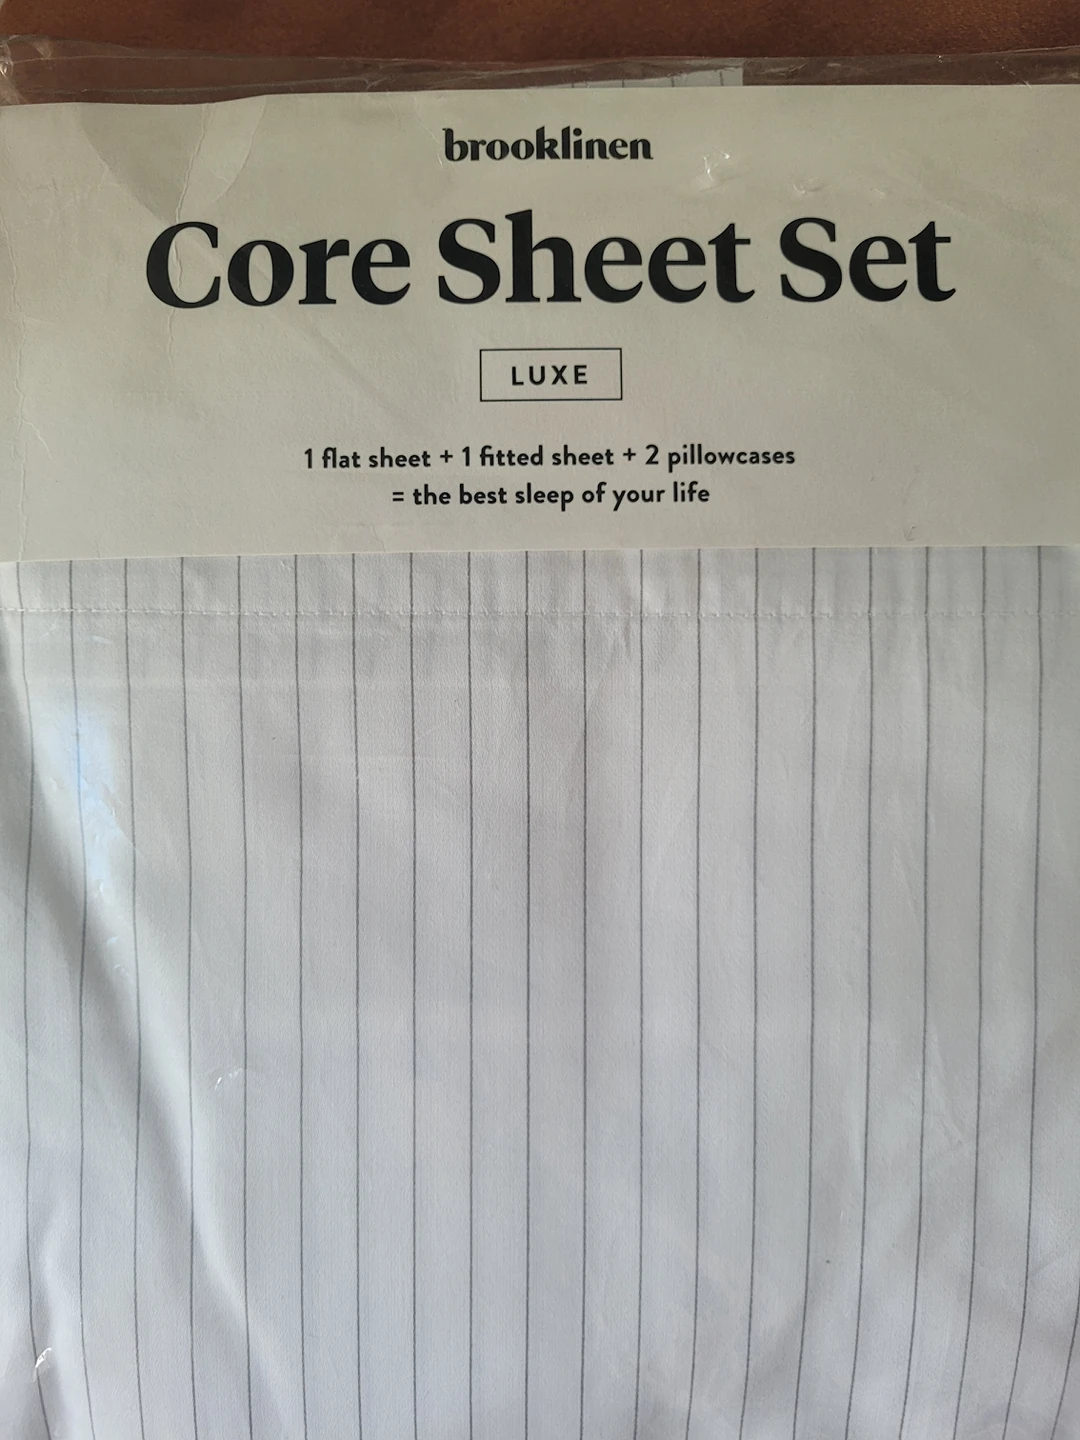 brooklinen
Core Sheet Set
LUXE
1 flat sheet + 1 fitted sheet + 2 pillowcases
= the best sleep of your life